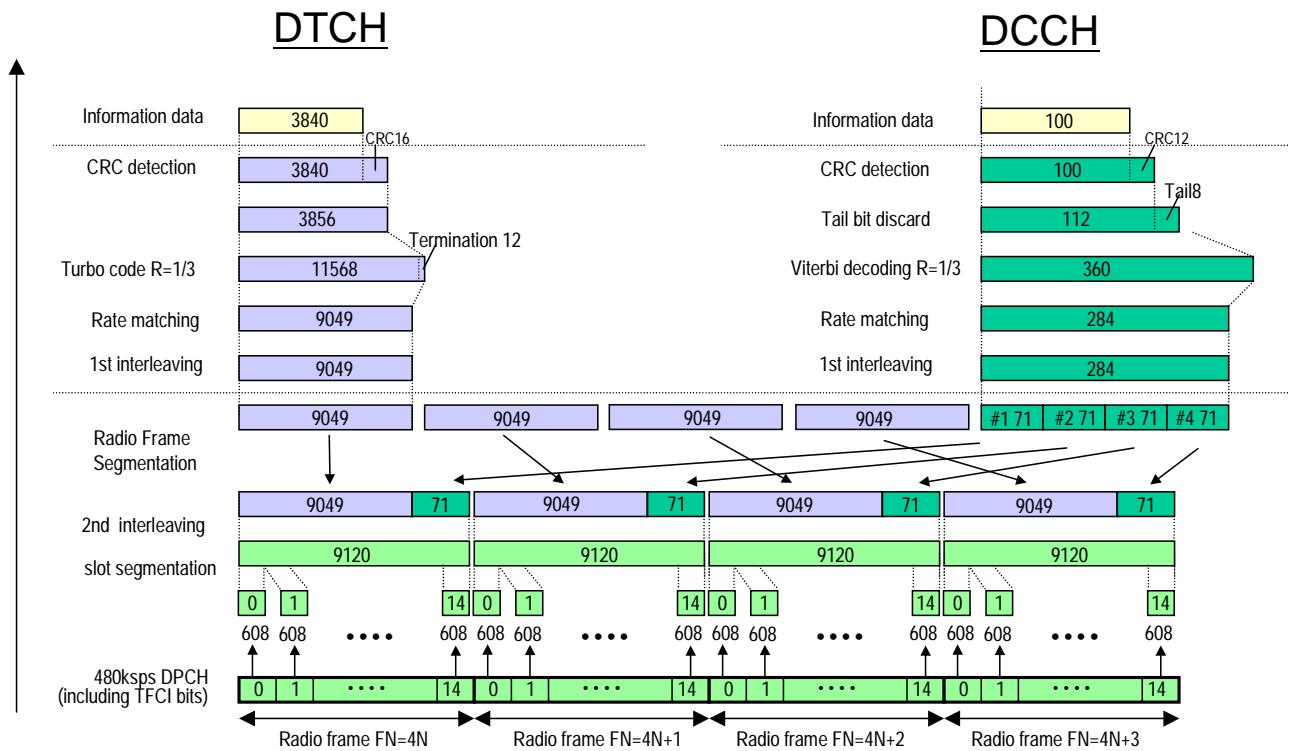 DTCH DCCH
Information data 3840 Information data 100
CRC16 CRC12
CRC detection 3840 CRC detection 100
Tail8
3856 Tail bit discard 112
Termination 12
Turbo code R=1/3 11568 Viterbi decoding R=1/3 360
Rate matching 9049 Rate matching 284
1st interleaving 9049 1st interleaving 284
9049 9049 9049 9049 #1 71 #2 71 #3 71 #4 71
Radio Frame
Segmentation
9049 71 9049 71 9049 71 9049 71
2nd interleaving
9120 9120 9120 9120
slot segmentation
0 1 14 0 1 14 0 1 14 0 1 14
608 608 •••• 608 608 608 •••• 608 608 608 •••• 608 608 608 •••• 608
480ksps DPCH
(including TFCI bits)
0 1 •••• 14 0 1 •••• 14 0 1 •••• 14 0 1 •••• 14
Radio frame FN=4N Radio frame FN=4N+1 Radio frame FN=4N+2 Radio frame FN=4N+3